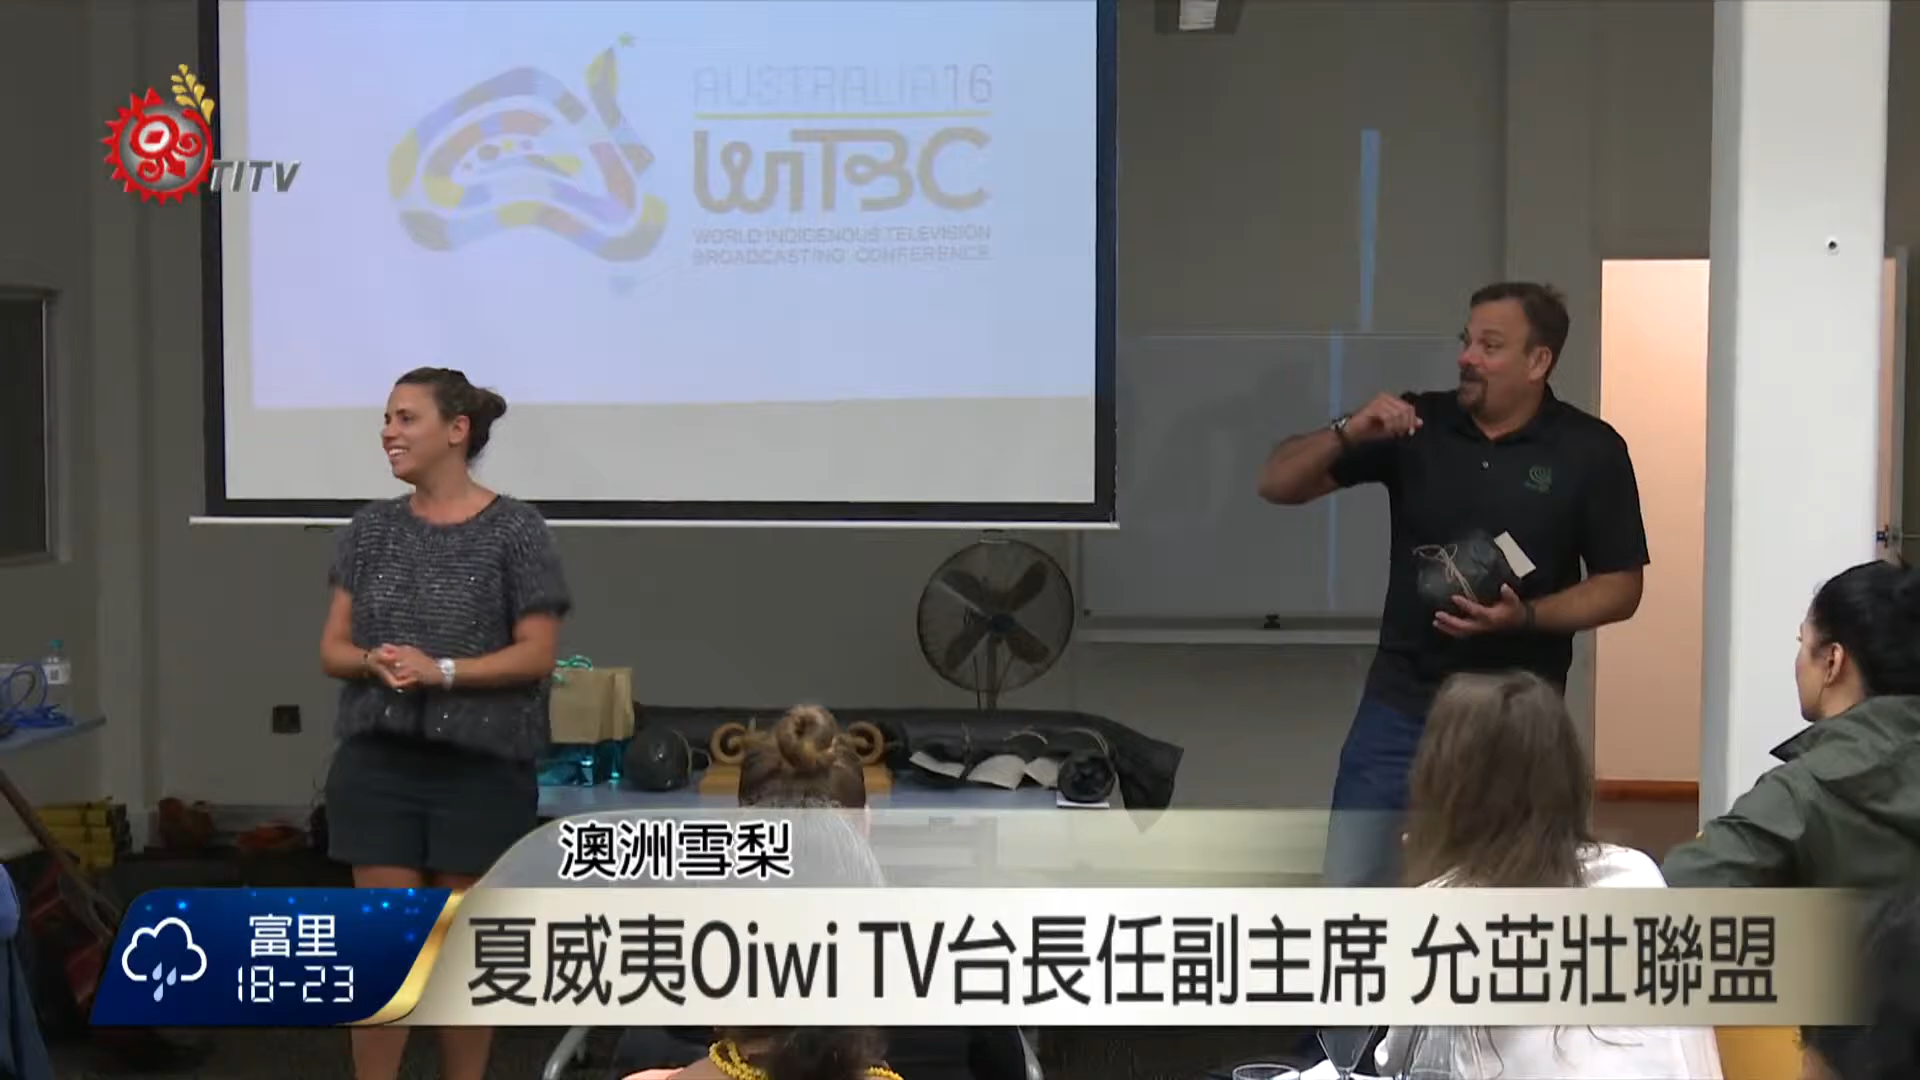 TITV
AUSTRALIA16
WITBC
WORLD INDIGENOUS TELEVISION
BROADCASTING CONFERENCE
澳洲雪梨
富里
18-23
夏威夷Oiwi TV台長任副主席 允茁壯聯盟